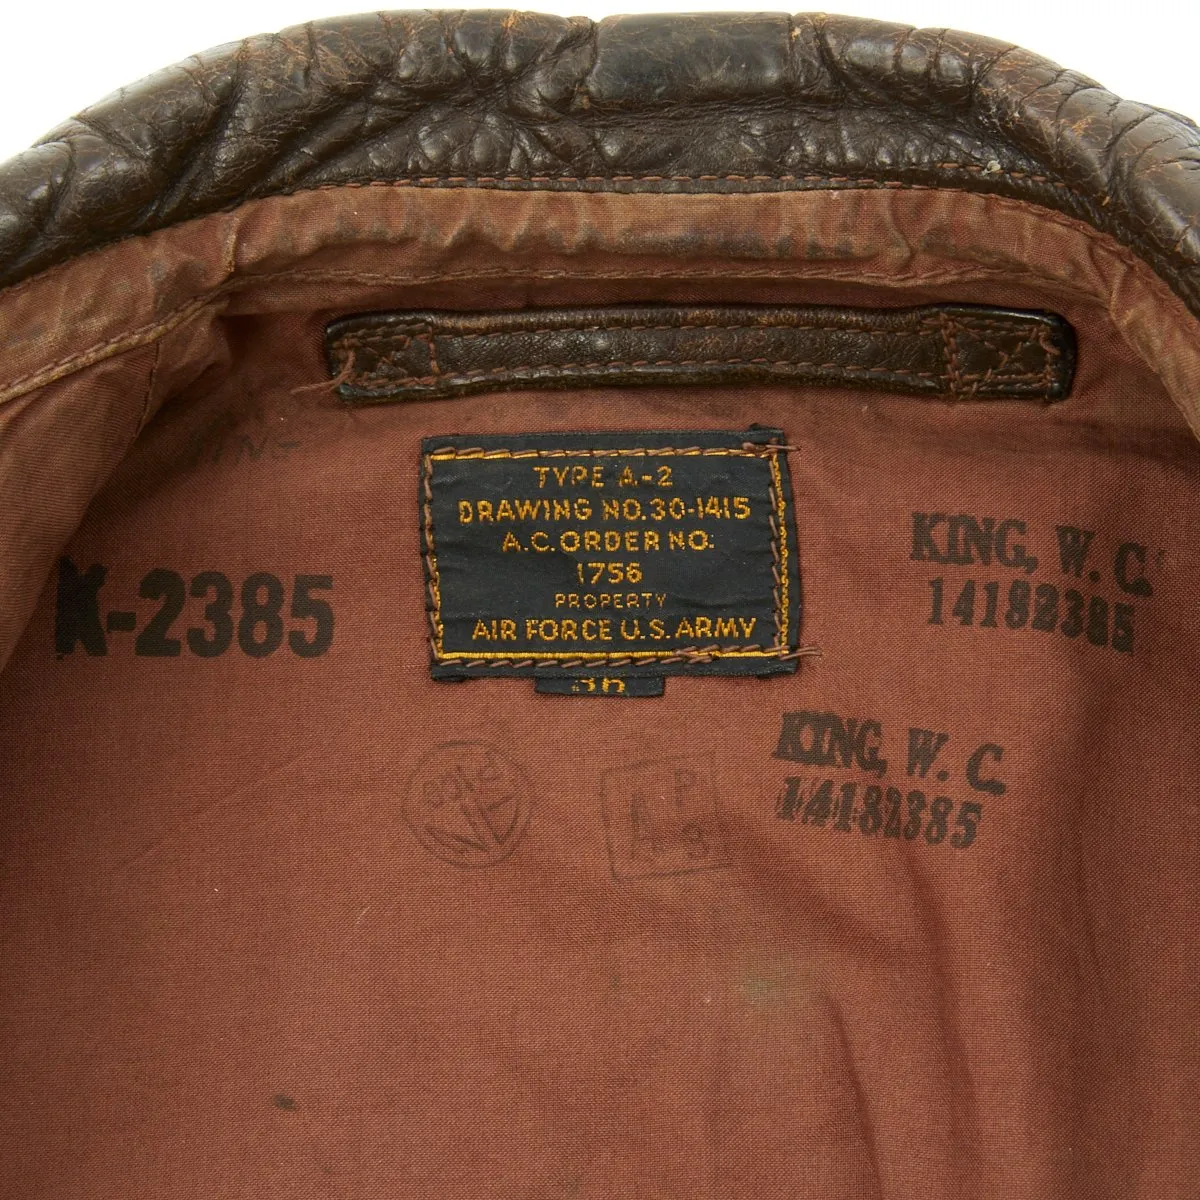 TYPE A-2
DRAWING NO. 30-1415
A.C. ORDER NO.
1756
PROPERTY
AIR FORCE U.S. ARMY
36
K-2385
KING, W. C.
14182385
KING, W. C.
14182385
A P
B